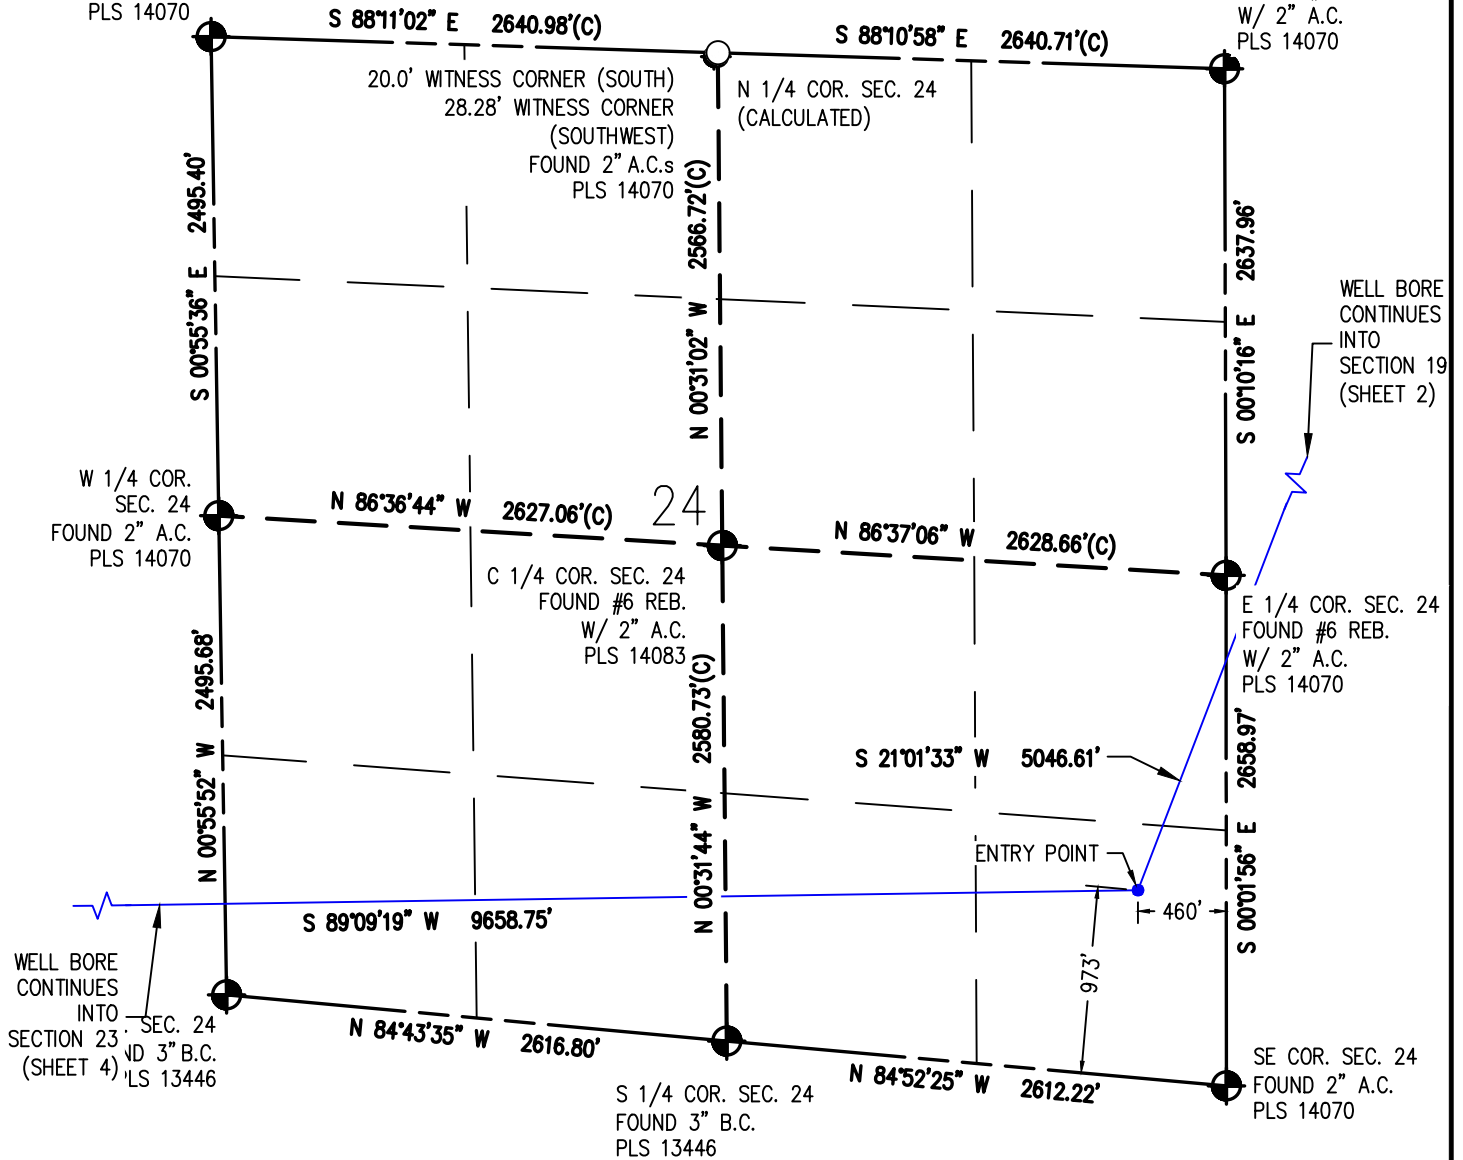 PLS 14070
S 88°11'02" E 2640.98'(C)
S 88°10'58" E 2640.71'(C)
W/ 2" A.C.
PLS 14070
20.0' WITNESS CORNER (SOUTH)
28.28' WITNESS CORNER
(SOUTHWEST)
FOUND 2" A.C.s
PLS 14070
N 1/4 COR. SEC. 24
(CALCULATED)
S 00°55'36" E 2495.40'
N 00°31'02" W 2566.72'(C)
S 00°10'16" E 2637.96'
WELL BORE
CONTINUES
INTO
SECTION 19
(SHEET 2)
W 1/4 COR.
SEC. 24
FOUND 2" A.C.
PLS 14070
N 86°36'44" W 2627.06'(C)
24
N 86°37'06" W 2628.66'(C)
C 1/4 COR. SEC. 24
FOUND #6 REB.
W/ 2" A.C.
PLS 14083
E 1/4 COR. SEC. 24
FOUND #6 REB.
W/ 2" A.C.
PLS 14070
N 00°55'52" W 2495.68'
N 00°31'44" W 2580.73'(C)
S 21°01'33" W 5046.61'
S 00°01'56" E 2658.97'
ENTRY POINT
460'
973'
S 89°09'19" W 9658.75'
WELL BORE
CONTINUES
INTO
SECTION 23
(SHEET 4)
SEC. 24
3" B.C.
PLS 13446
N 84°43'35" W 2616.80'
N 84°52'25" W 2612.22'
S 1/4 COR. SEC. 24
FOUND 3" B.C.
PLS 13446
SE COR. SEC. 24
FOUND 2" A.C.
PLS 14070